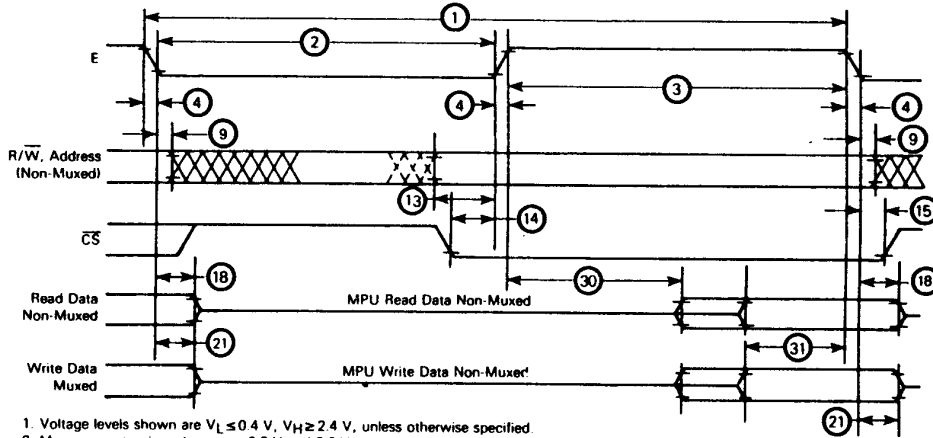 1
E
2
3
4
4
4
9
9
R/W̅, Address
(Non-Muxed)
13
14
15
C̅S̅
30
18
18
Read Data
Non-Muxed
MPU Read Data Non-Muxed
21
31
Write Data
Muxed
MPU Write Data Non-Muxed
21
1. Voltage levels shown are VL≤0.4 V, VH≥2.4 V, unless otherwise specified.